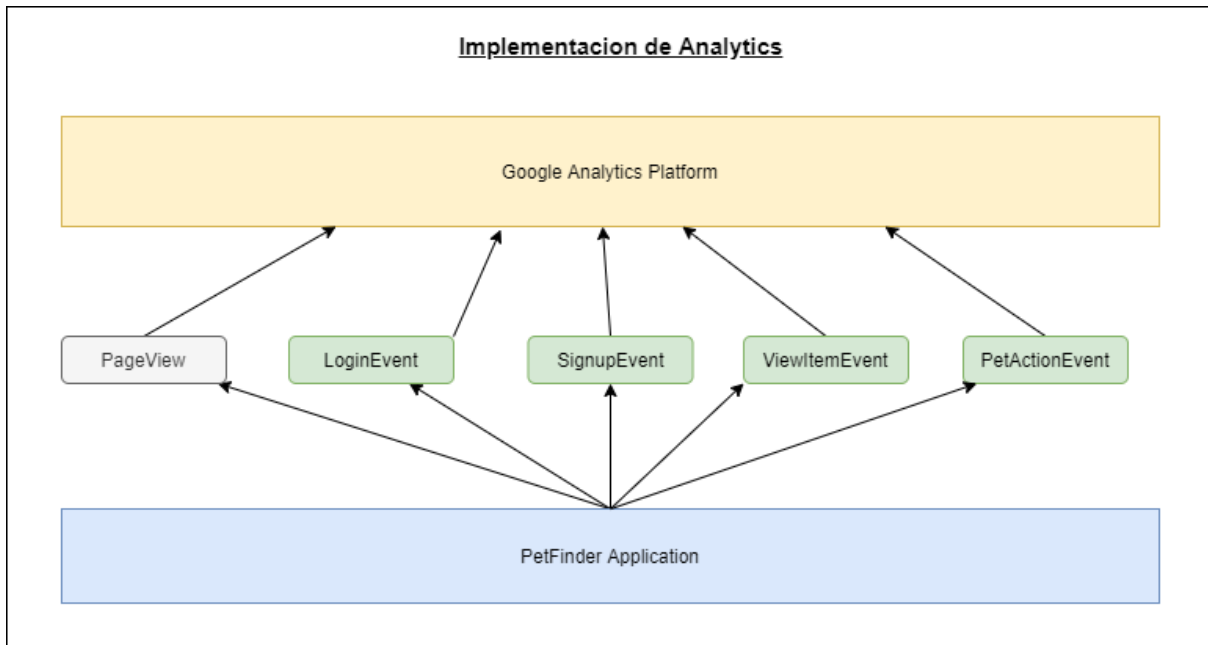 Implementacion de Analytics
Google Analytics Platform
PageView
LoginEvent
SignupEvent
ViewItemEvent
PetActionEvent
PetFinder Application